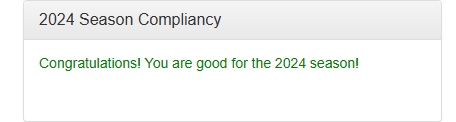 2024 Season Compliancy
Congratulations! You are good for the 2024 season!